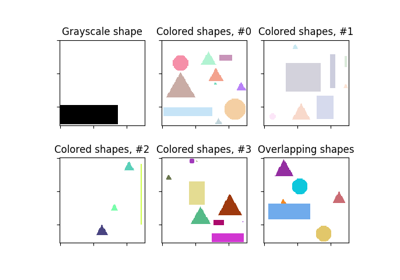 Grayscale shape
Colored shapes, #0
Colored shapes, #1
Colored shapes, #2
Colored shapes, #3
Overlapping shapes